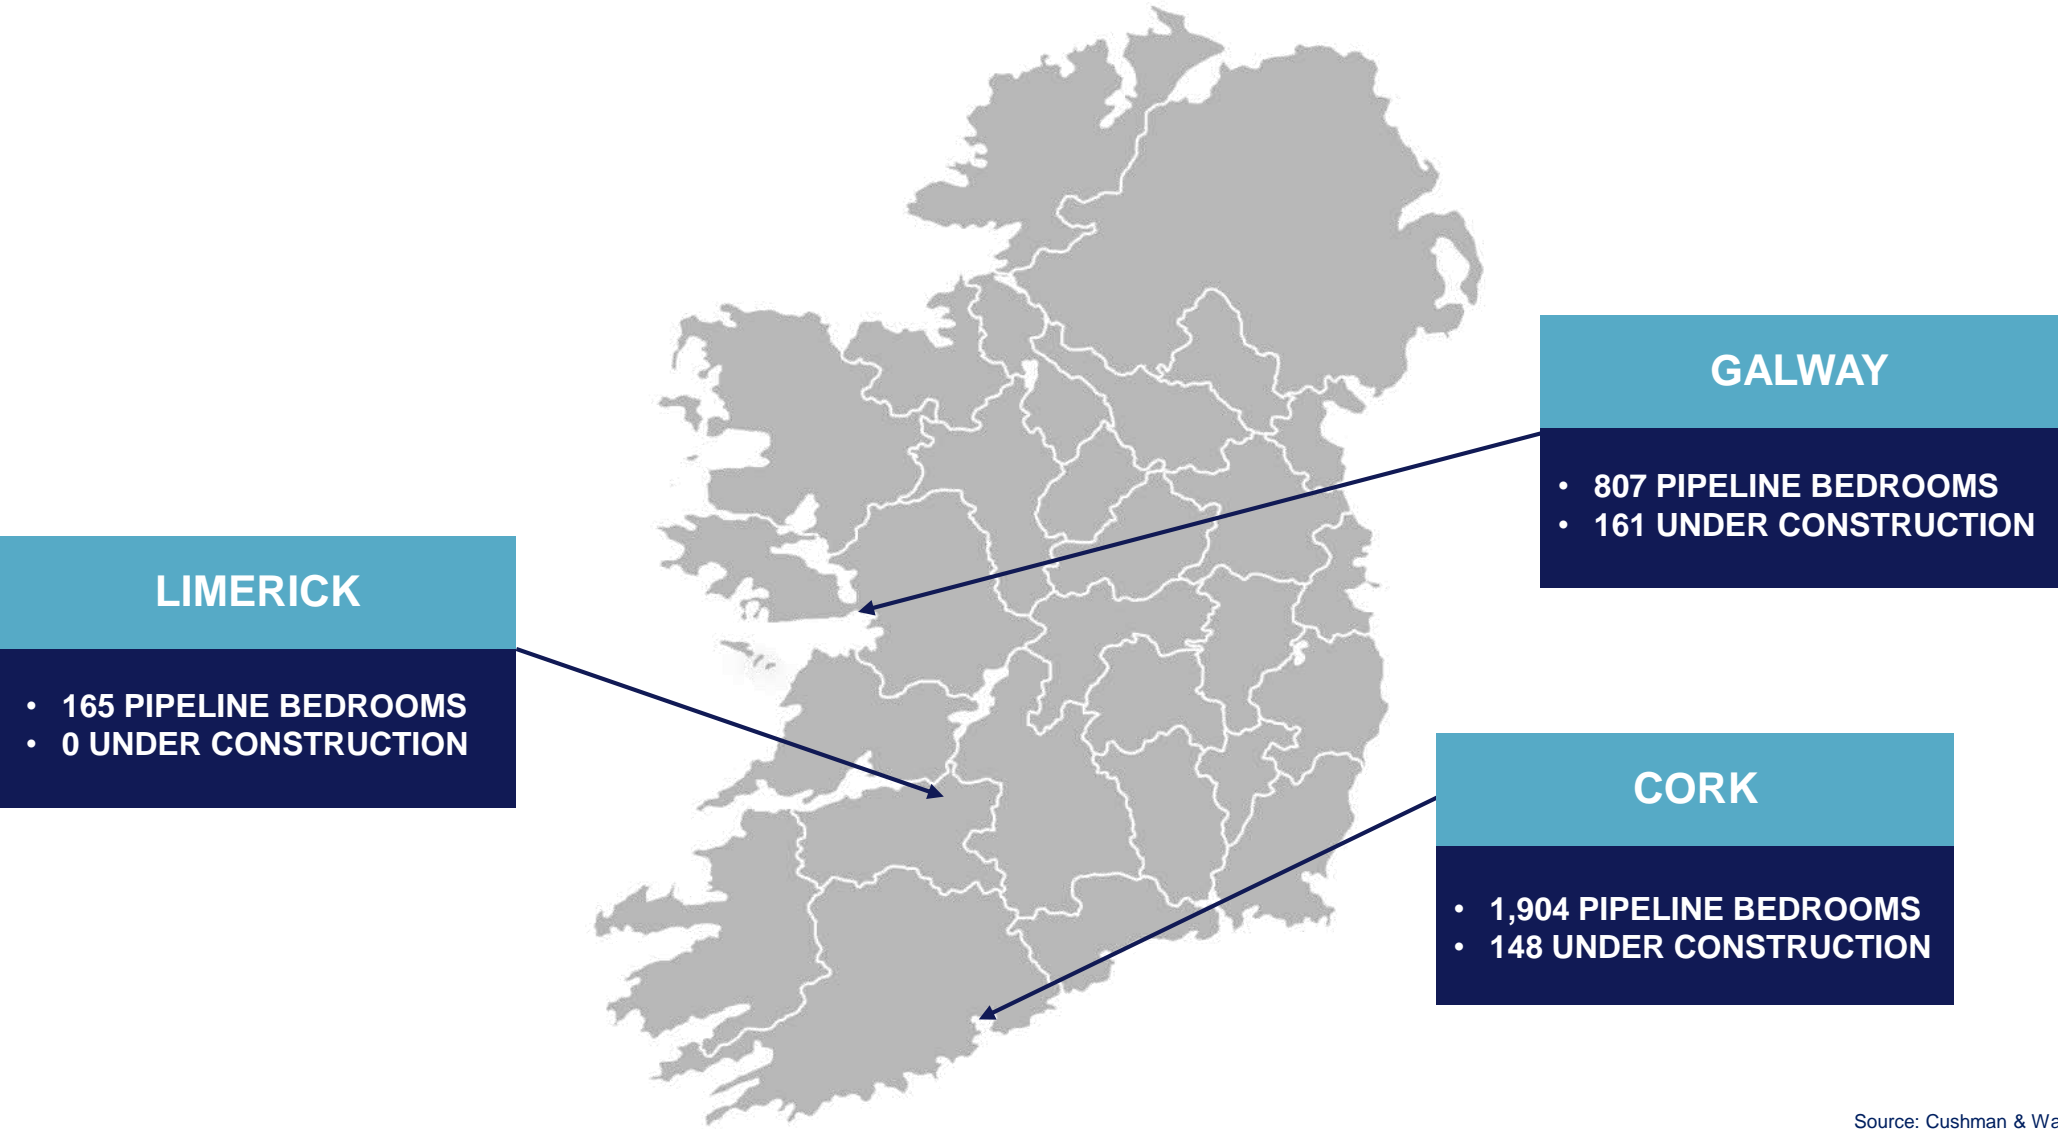 GALWAY
• 807 PIPELINE BEDROOMS
• 161 UNDER CONSTRUCTION
LIMERICK
• 165 PIPELINE BEDROOMS
• 0 UNDER CONSTRUCTION
CORK
• 1,904 PIPELINE BEDROOMS
• 148 UNDER CONSTRUCTION
Source: Cushman & Wa